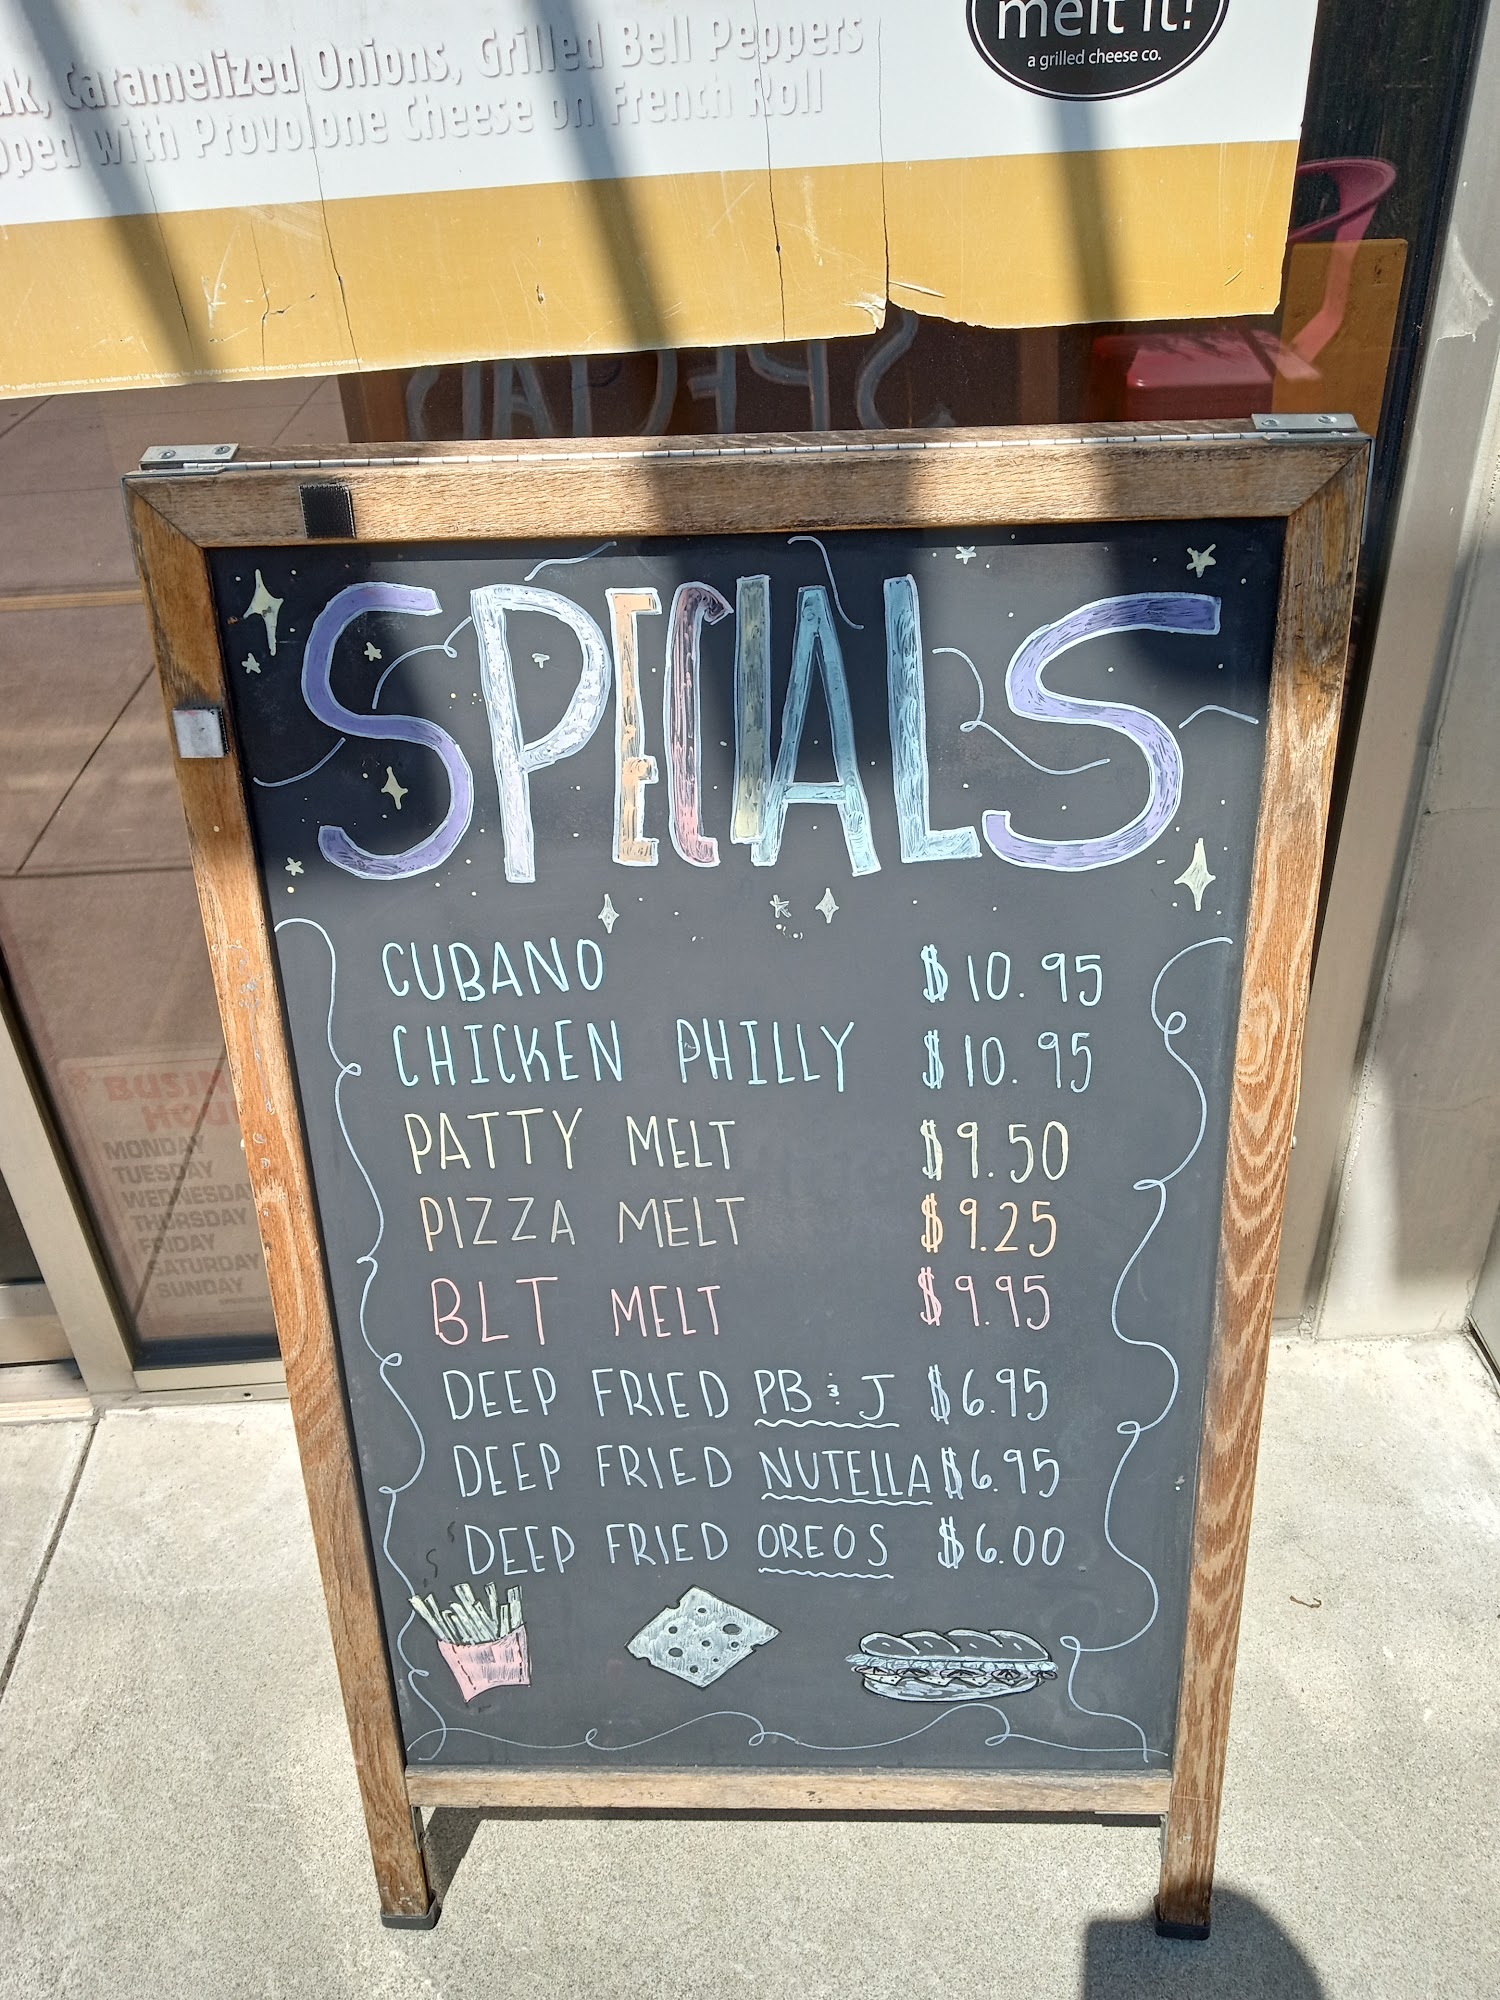 melt it!
a grilled cheese co.
Caramelized Onions, Grilled Bell Peppers
with Provolone Cheese on French Roll
SPECIALS
SPECIALS
CUBANO $10.95
CHICKEN PHILLY $10.95
PATTY MELT $9.50
PIZZA MELT $9.25
BLT MELT $9.95
DEEP FRIED PB & J $6.95
DEEP FRIED NUTELLA $6.95
DEEP FRIED OREOS $6.00
MONDAY
TUESDAY
WEDNESDAY
THURSDAY
FRIDAY
SATURDAY
SUNDAY